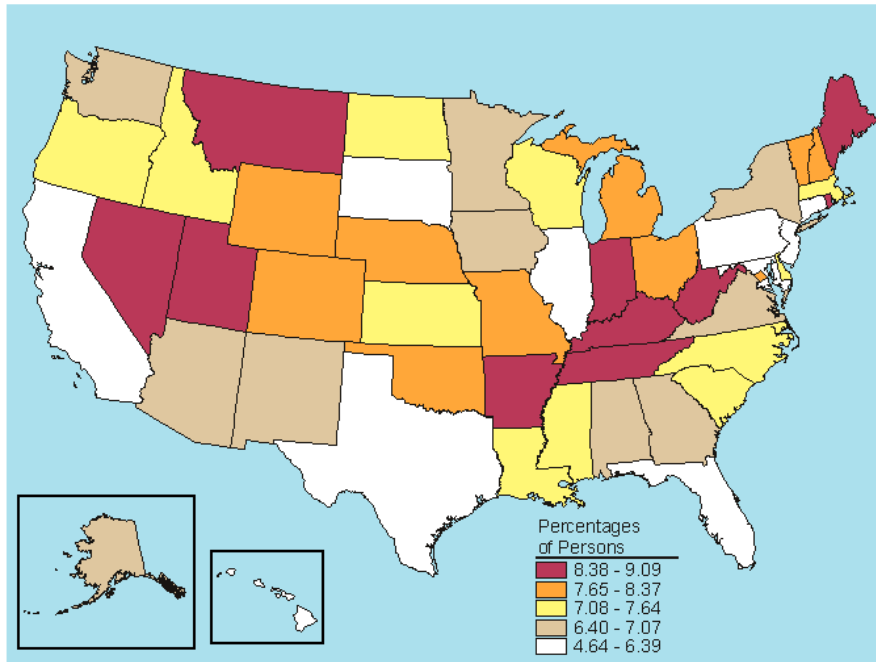 Percentages
of Persons
8.38 - 9.09
7.65 - 8.37
7.08 - 7.64
6.40 - 7.07
4.64 - 6.39